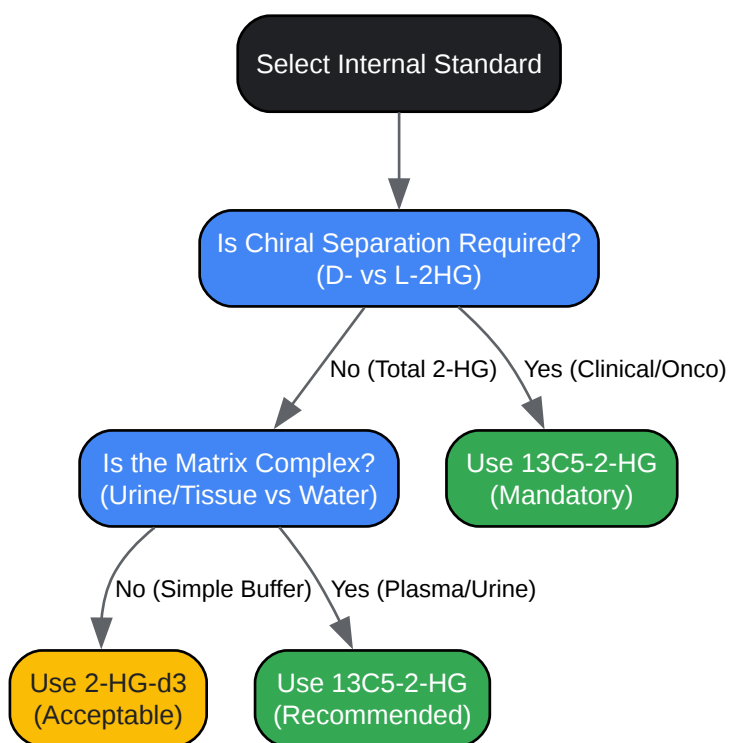 Select Internal Standard
Is Chiral Separation Required?
(D- vs L-2HG)
No (Total 2-HG)
Yes (Clinical/Onco)
Is the Matrix Complex?
(Urine/Tissue vs Water)
Use 13C5-2-HG
(Mandatory)
No (Simple Buffer)
Yes (Plasma/Urine)
Use 2-HG-d3
(Acceptable)
Use 13C5-2-HG
(Recommended)